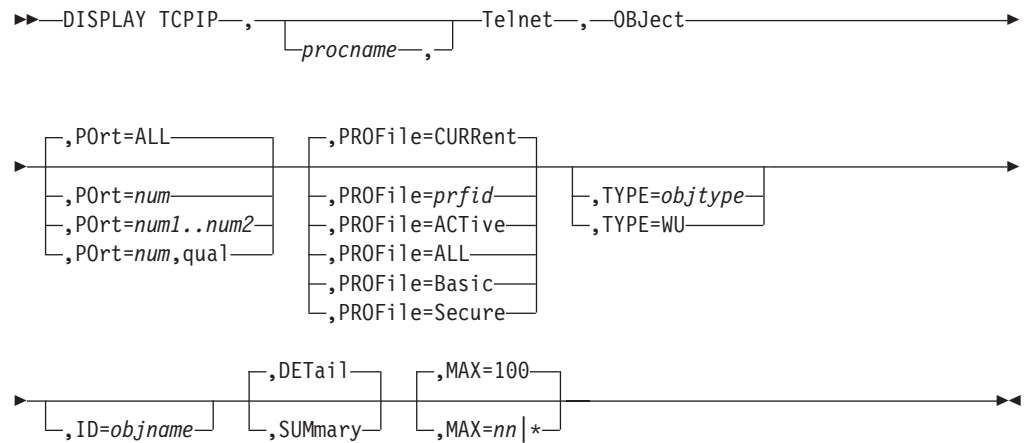 DISPLAY TCPIP , Telnet , OBJect
procname ,
,POrt=ALL ,PROFile=CURRent
,POrt=num ,PROFile=prfid ,TYPE=objtype
,POrt=num1..num2 ,PROFile=ACTive ,TYPE=WU
,POrt=num,qual ,PROFile=ALL
,PROFile=Basic
,PROFile=Secure
,DETail ,MAX=100
,ID=objname ,SUMmary ,MAX=nn|*